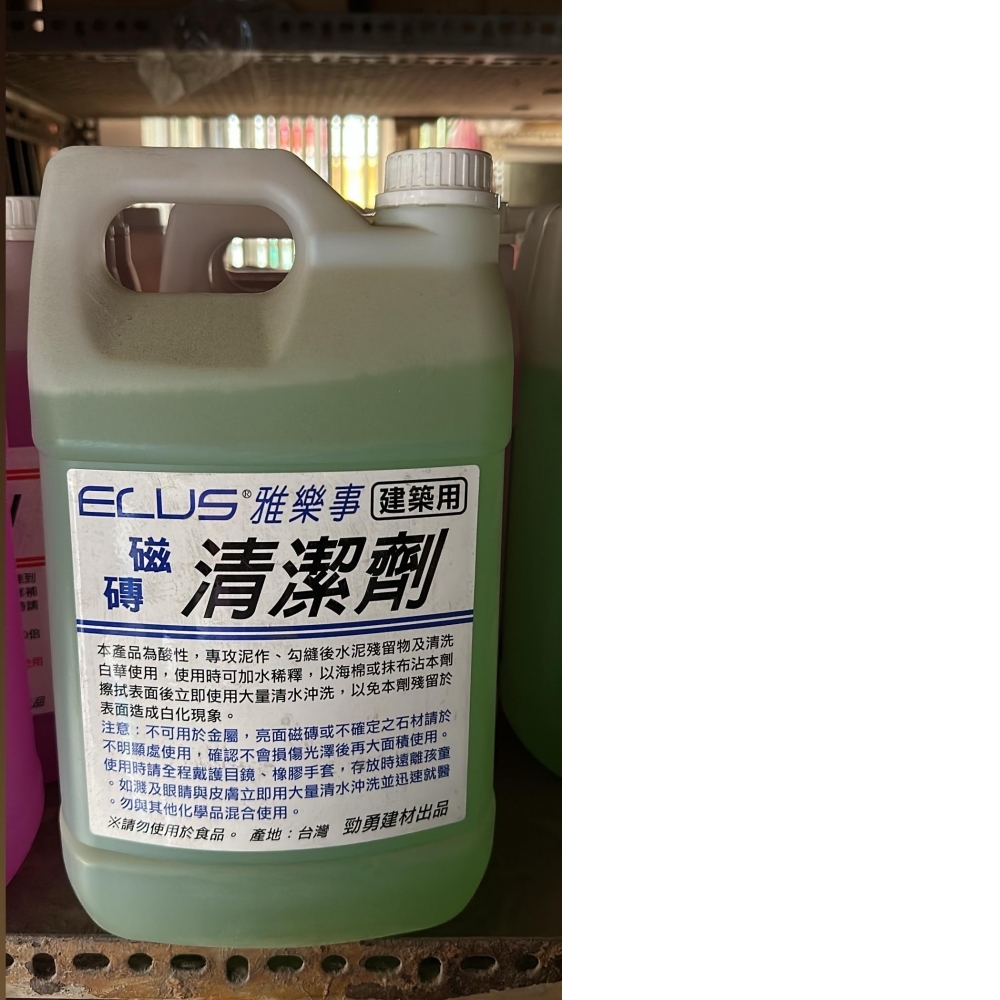 ECUS®雅樂事 建築用
磁磚 清潔劑
本產品為酸性，專攻泥作、勾縫後水泥殘留物及清洗
白華使用，使用時可加水稀釋，以海棉或抹布沾本劑
擦拭表面後立即使用大量清水沖洗，以免本劑殘留於
表面造成白化現象。
注意：不可用於金屬，亮面磁磚或不確定之石材請於
不明顯處使用，確認不會損傷光澤後再大面積使用。
使用時請全程戴護目鏡、橡膠手套，存放時遠離孩童
。如濺及眼睛與皮膚立即用大量清水沖洗並迅速就醫
。勿與其他化學品混合使用。
※請勿使用於食品。 產地：台灣 勁勇建材出品